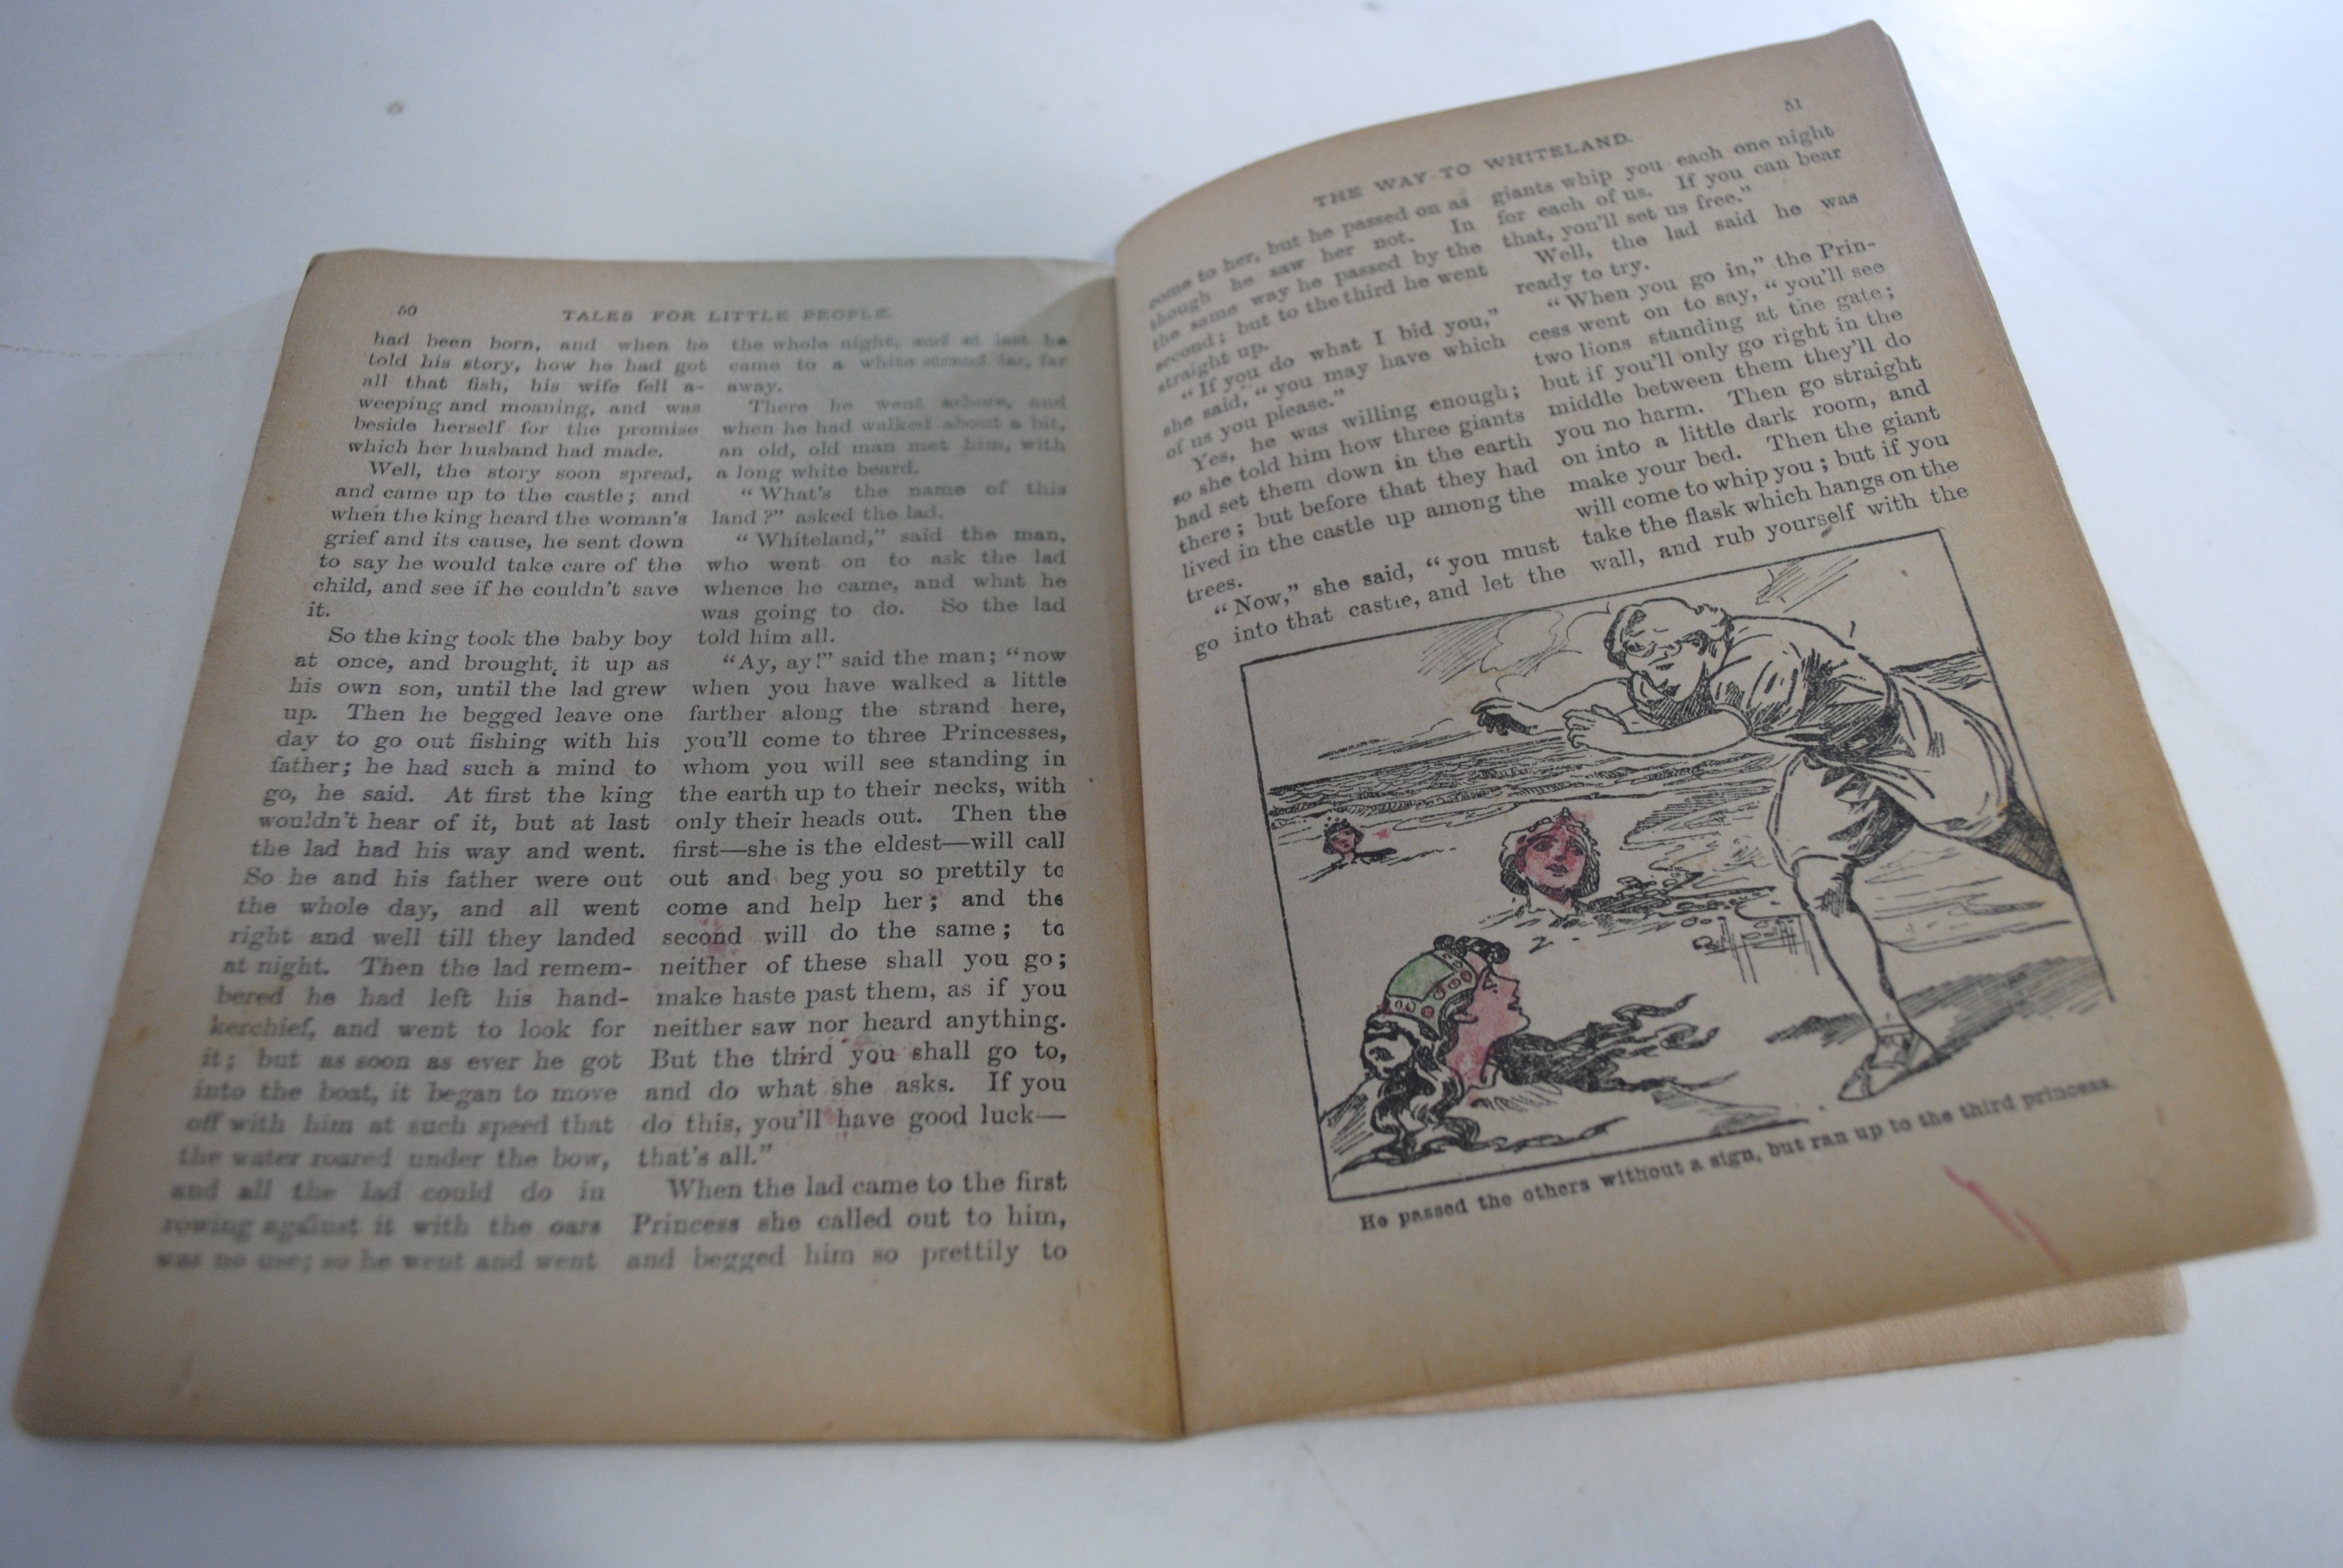 50
TALES FOR LITTLE PEOPLE.
had been born, and when he
told his story, how he had got
all that fish, his wife fell a-
weeping and moaning, and was
beside herself for the promise
which her husband had made.
Well, the story soon spread,
and came up to the castle; and
when the king heard the woman's
grief and its cause, he sent down
to say he would take care of the
child, and see if he couldn't save
it.
So the king took the baby boy
at once, and brought it up as
his own son, until the lad grew
up. Then he begged leave one
day to go out fishing with his
father; he had such a mind to
go, he said. At first the king
wouldn't hear of it, but at last
the lad had his way and went.
So he and his father were out
the whole day, and all went
right and well till they landed
at night. Then the lad remem-
bered he had left his hand-
kerchief, and went to look for
it; but as soon as ever he got
into the boat, it began to move
off with him at such speed that
the water roared under the bow,
and all the lad could do in
rowing against it with the oars
was no use; so he went and went
the whole night, and at last he
came to a white strand far, far
away.
There he went ashore, and
when he had walked about a bit,
an old, old man met him, with
a long white beard.
"What's the name of this
land?" asked the lad.
"Whiteland," said the man,
who went on to ask the lad
whence he came, and what he
was going to do. So the lad
told him all.
"Ay, ay!" said the man; "now
when you have walked a little
farther along the strand here,
you'll come to three Princesses,
whom you will see standing in
the earth up to their necks, with
only their heads out. Then the
first—she is the eldest—will call
out and beg you so prettily to
come and help her; and the
second will do the same; to
neither of these shall you go;
make haste past them, as if you
neither saw nor heard anything.
But the third you shall go to,
and do what she asks. If you
do this, you'll have good luck—
that's all."
When the lad came to the first
Princess she called out to him,
and begged him so prettily to
51
THE WAY TO WHITELAND.
come to her, but he passed on as
though he saw her not. In
the same way he passed by the
second; but to the third he went
straight up.
"If you do what I bid you,"
she said, "you may have which
of us you please."
Yes, he was willing enough;
so she told him how three giants
had set them down in the earth
there; but before that they had
lived in the castle up among the
trees.
"Now," she said, "you must
go into that castle, and let the
giants whip you each one night
for each of us. If you can bear
that, you'll set us free."
Well, the lad said he was
ready to try.
"When you go in," the Prin-
cess went on to say, "you'll see
two lions standing at the gate;
but if you'll only go right in the
middle between them they'll do
you no harm. Then go straight
on into a little dark room, and
make your bed. Then the giant
will come to whip you; but if you
take the flask which hangs on the
wall, and rub yourself with the
He passed the others without a sign, but ran up to the third princess.